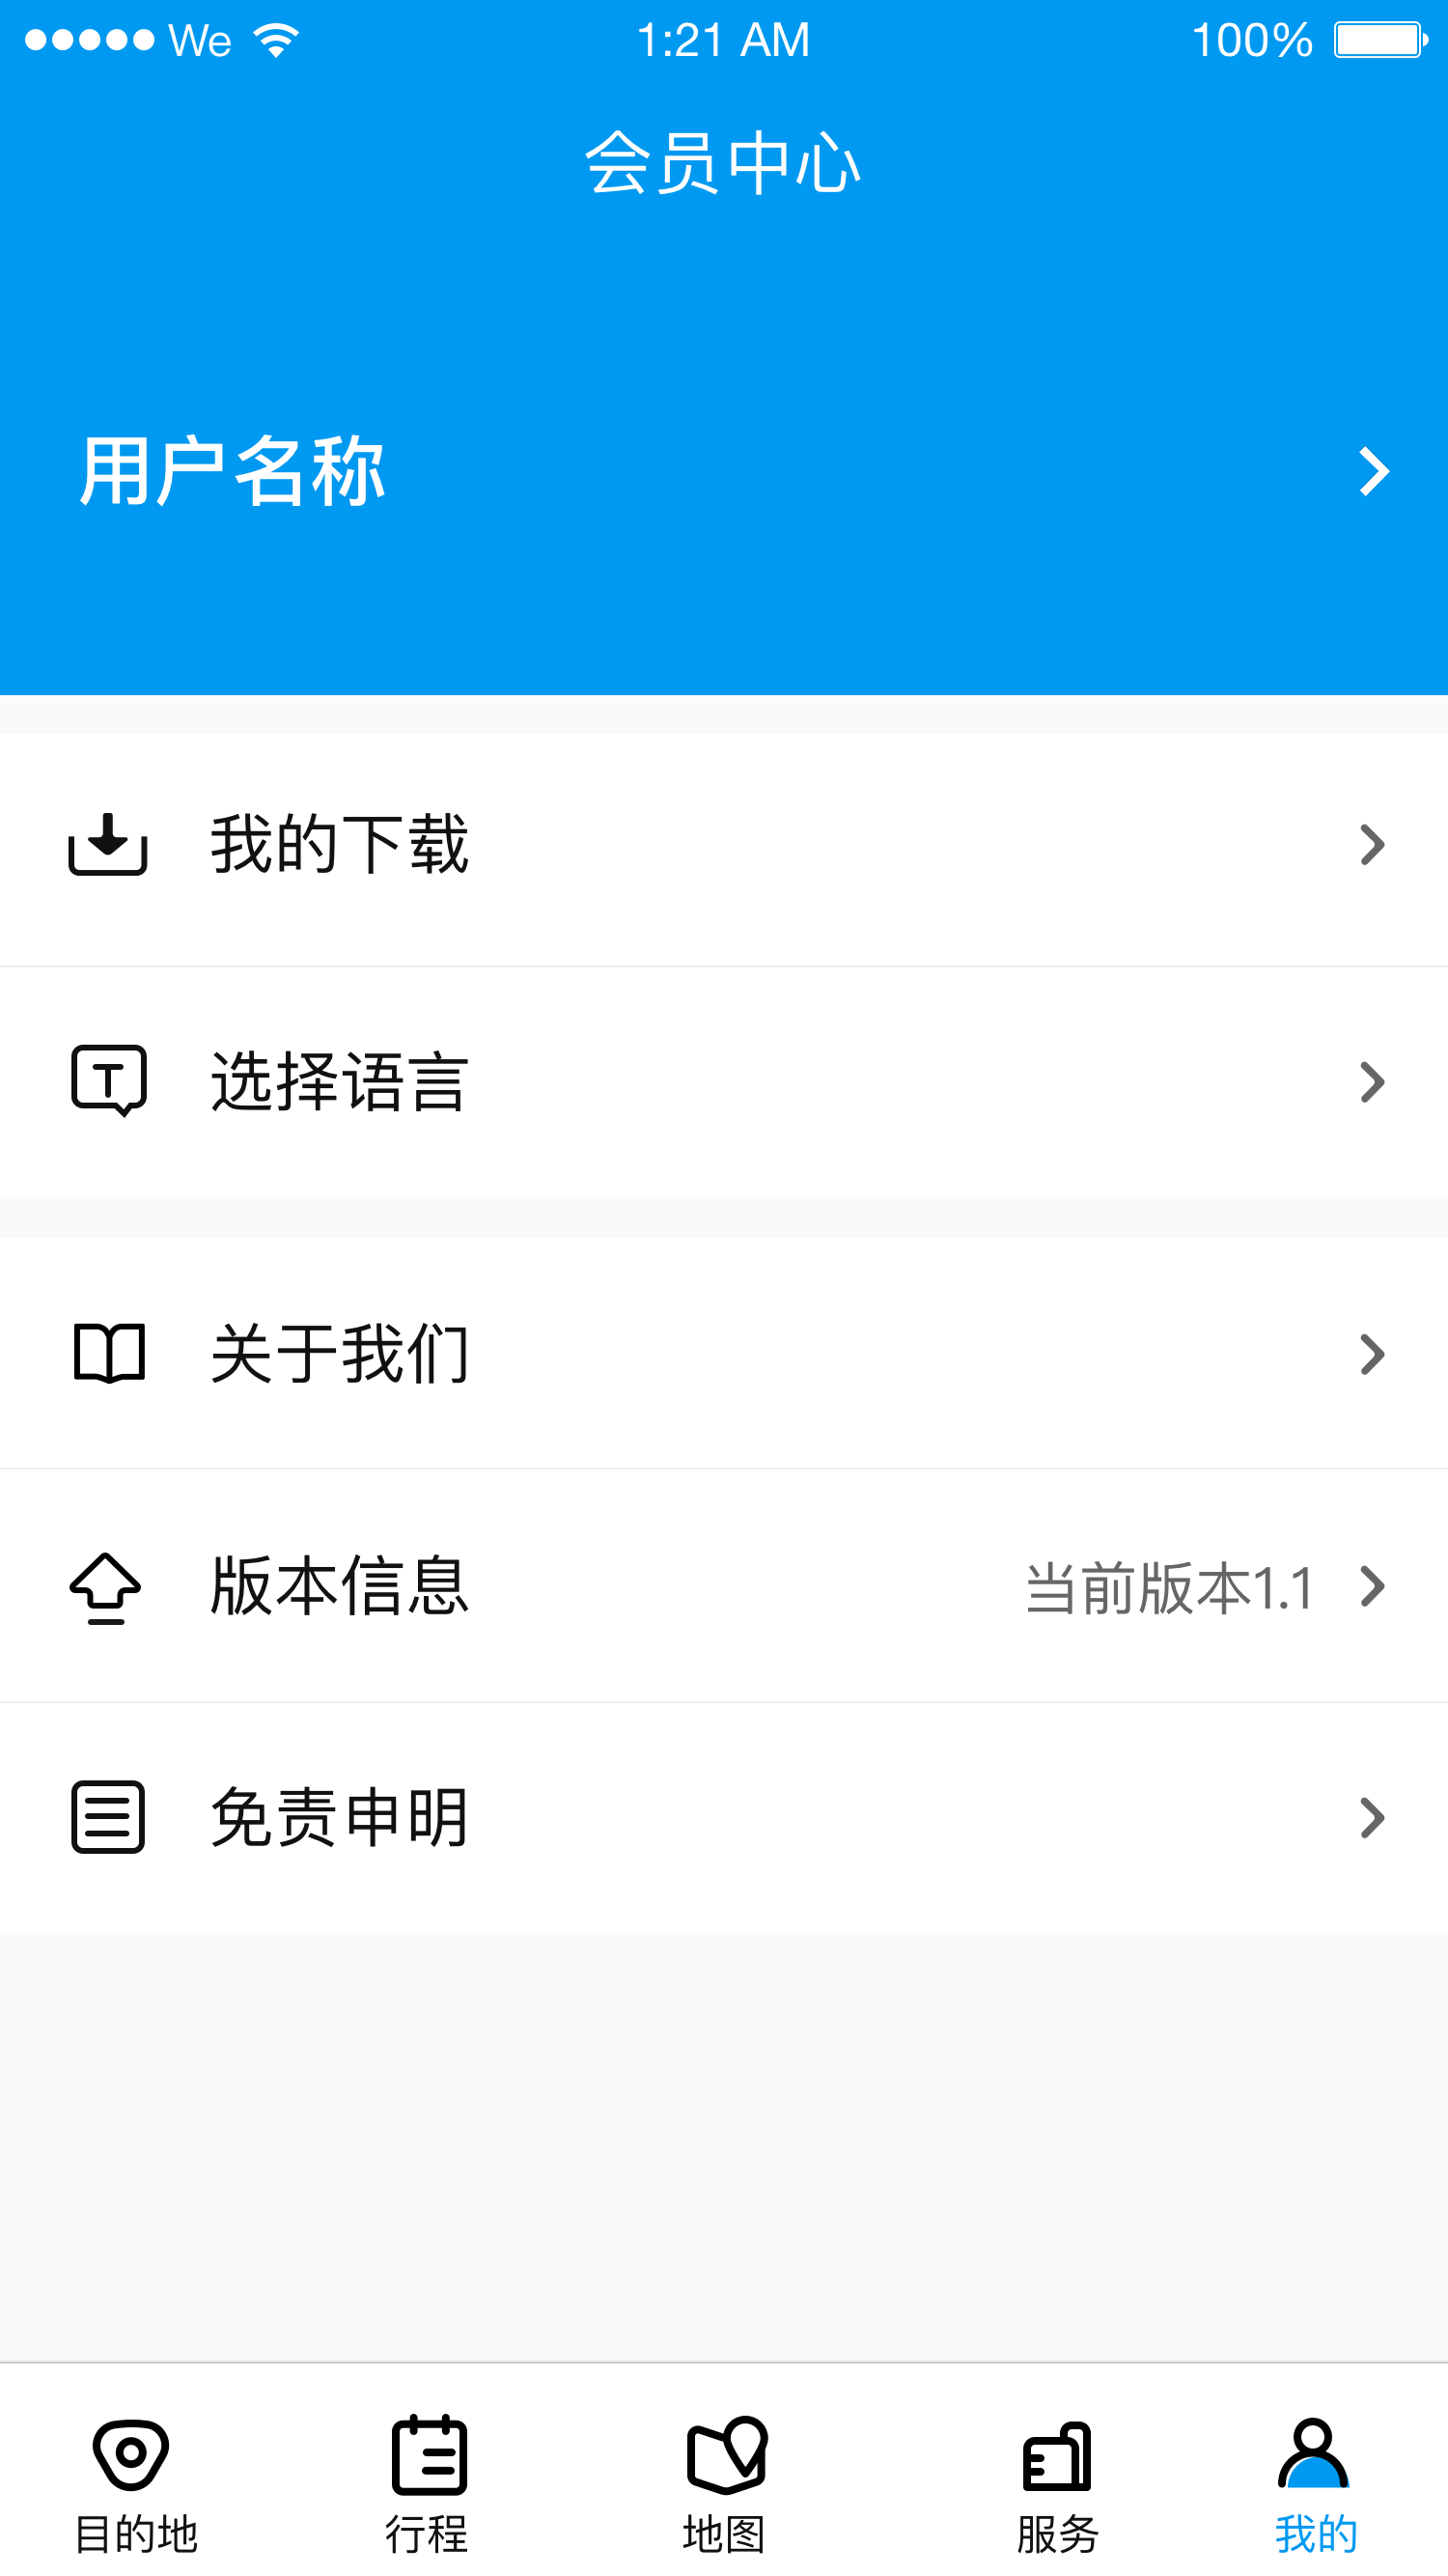 We 1:21 AM 100%
会员中心
用户名称
我的下载
选择语言
关于我们
版本信息 当前版本1.1
免责申明
目的地 行程 地图 服务 我的